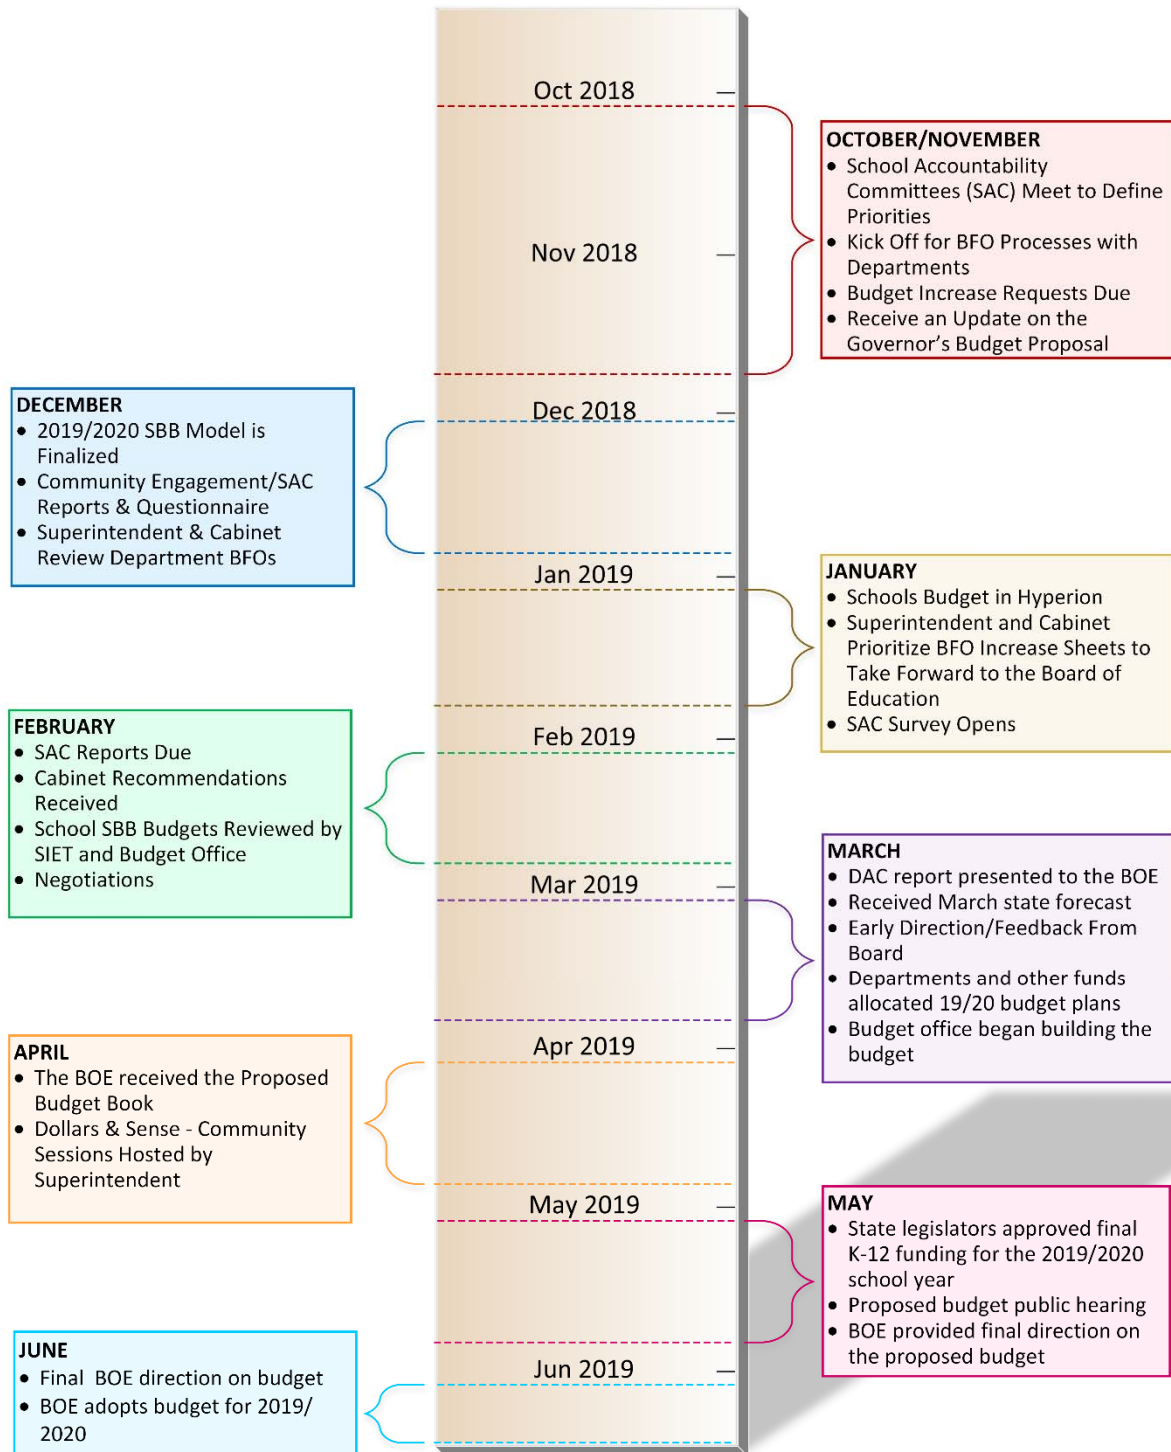 Oct 2018
OCTOBER/NOVEMBER
• School Accountability
Committees (SAC) Meet to Define
Priorities
• Kick Off for BFO Processes with
Departments
• Budget Increase Requests Due
• Receive an Update on the
Governor’s Budget Proposal
Nov 2018
Dec 2018
DECEMBER
• 2019/2020 SBB Model is
Finalized
• Community Engagement/SAC
Reports & Questionnaire
• Superintendent & Cabinet
Review Department BFOs
Jan 2019
JANUARY
• Schools Budget in Hyperion
• Superintendent and Cabinet
Prioritize BFO Increase Sheets to
Take Forward to the Board of
Education
• SAC Survey Opens
Feb 2019
FEBRUARY
• SAC Reports Due
• Cabinet Recommendations
Received
• School SBB Budgets Reviewed by
SIET and Budget Office
• Negotiations
Mar 2019
MARCH
• DAC report presented to the BOE
• Received March state forecast
• Early Direction/Feedback From
Board
• Departments and other funds
allocated 19/20 budget plans
• Budget office began building the
budget
Apr 2019
APRIL
• The BOE received the Proposed
Budget Book
• Dollars & Sense - Community
Sessions Hosted by
Superintendent
May 2019
MAY
• State legislators approved final
K-12 funding for the 2019/2020
school year
• Proposed budget public hearing
• BOE provided final direction on
the proposed budget
Jun 2019
JUNE
• Final BOE direction on budget
• BOE adopts budget for 2019/
2020